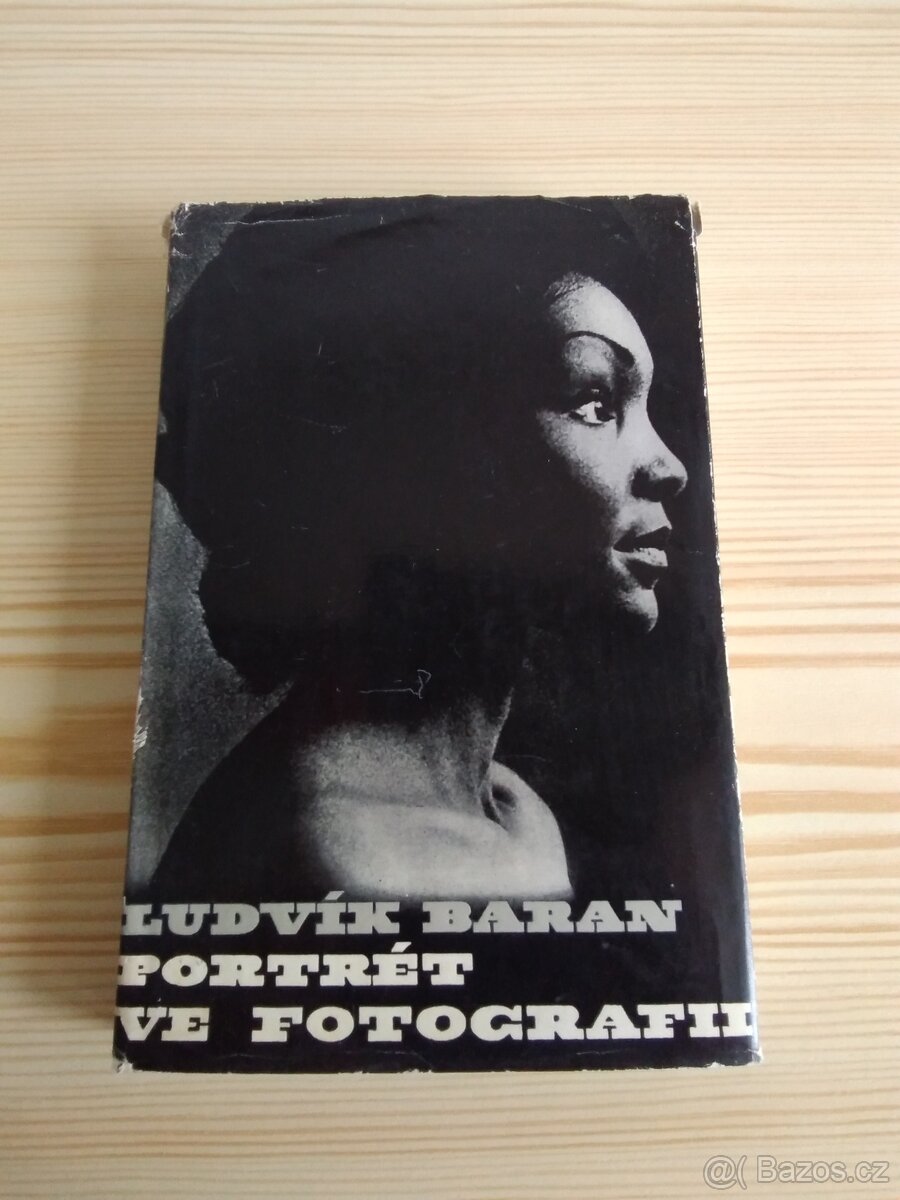 LUDVÍK BARAN
PORTRÉT
VE FOTOGRAFII
@( Bazos.cz